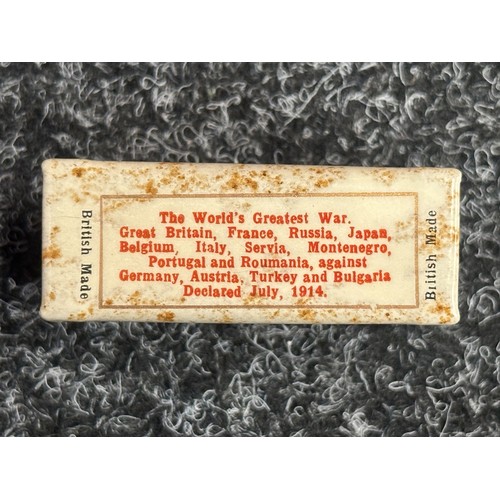 British Made
The World's Greatest War.
Great Britain, France, Russia, Japan,
Belgium, Italy, Servia, Montenegro,
Portugal and Roumania, against
Germany, Austria, Turkey and Bulgaria
Declared July, 1914.
British Made